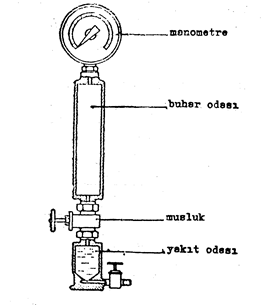 manometre
buhar odası
musluk
yakıt odası